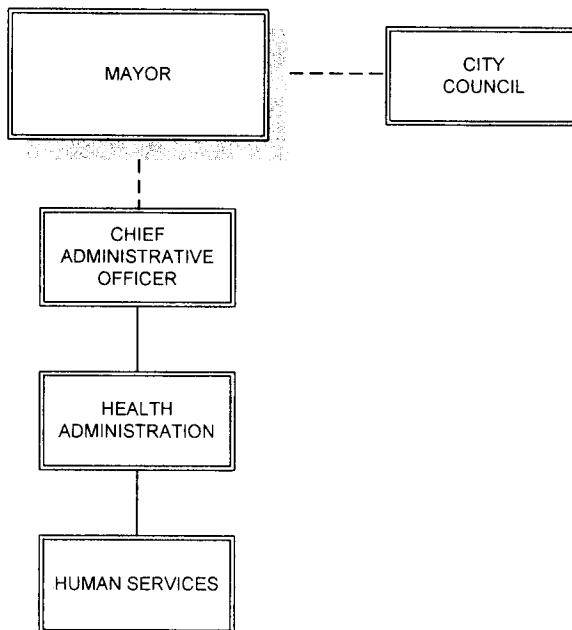 MAYOR
CITY
COUNCIL
CHIEF
ADMINISTRATIVE
OFFICER
HEALTH
ADMINISTRATION
HUMAN SERVICES